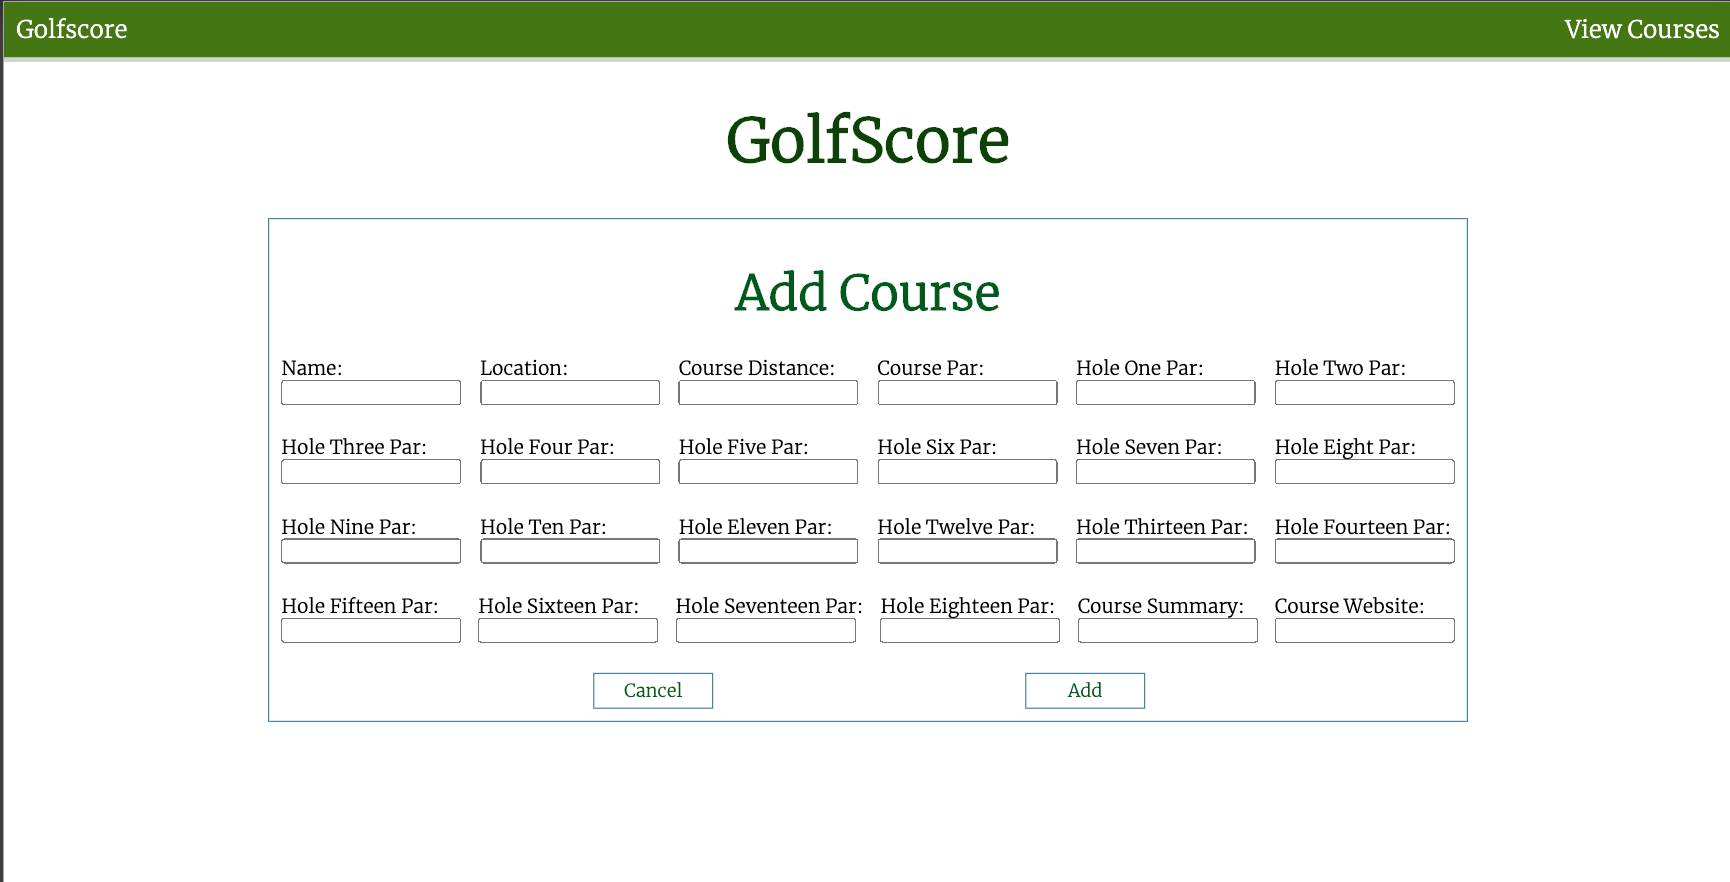 Golfscore View Courses
GolfScore
Add Course
Name: Location: Course Distance: Course Par: Hole One Par: Hole Two Par:
Hole Three Par: Hole Four Par: Hole Five Par: Hole Six Par: Hole Seven Par: Hole Eight Par:
Hole Nine Par: Hole Ten Par: Hole Eleven Par: Hole Twelve Par: Hole Thirteen Par: Hole Fourteen Par:
Hole Fifteen Par: Hole Sixteen Par: Hole Seventeen Par: Hole Eighteen Par: Course Summary: Course Website:
Cancel Add